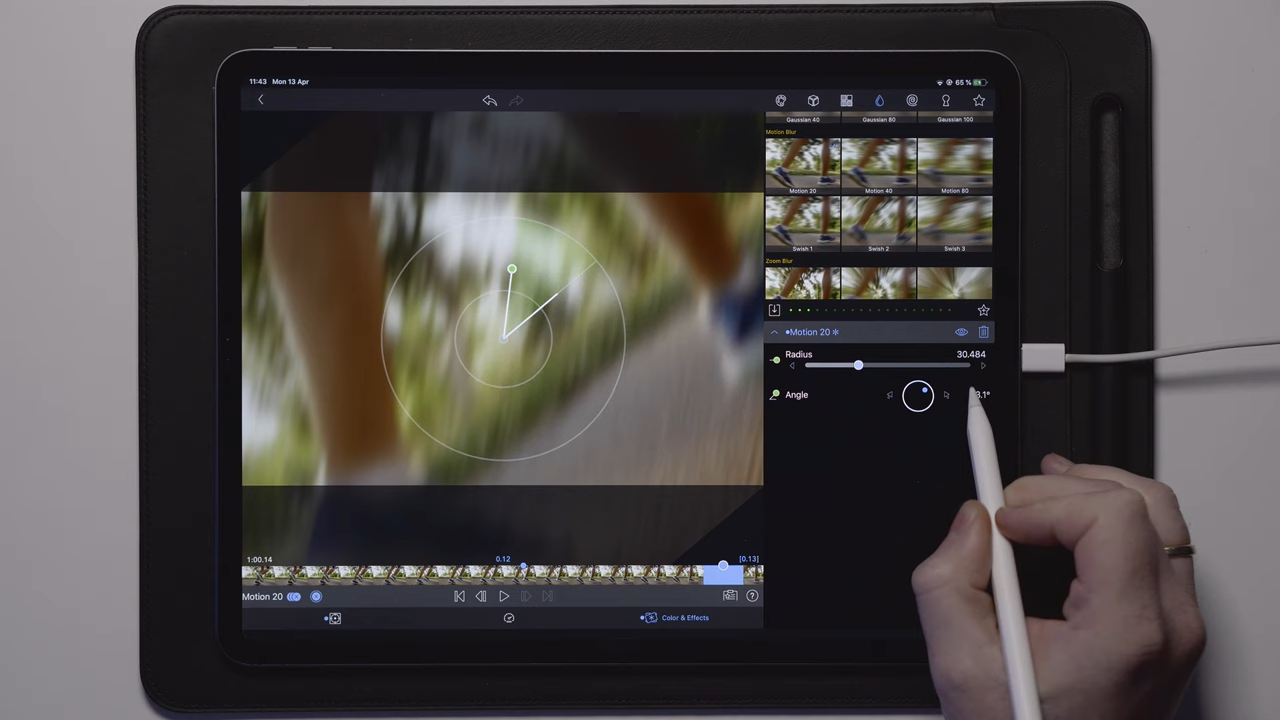 11:43 Mon 13 Apr
65 %
Gaussian 40 Gaussian 80 Gaussian 100
Motion Blur
Motion 20 Motion 40 Motion 80
Swish 1 Swish 2 Swish 3
Zoom Blur
Motion 20
Radius 30.484
Angle
1:00.14 0.12 [0.13]
Motion 20
Color & Effects